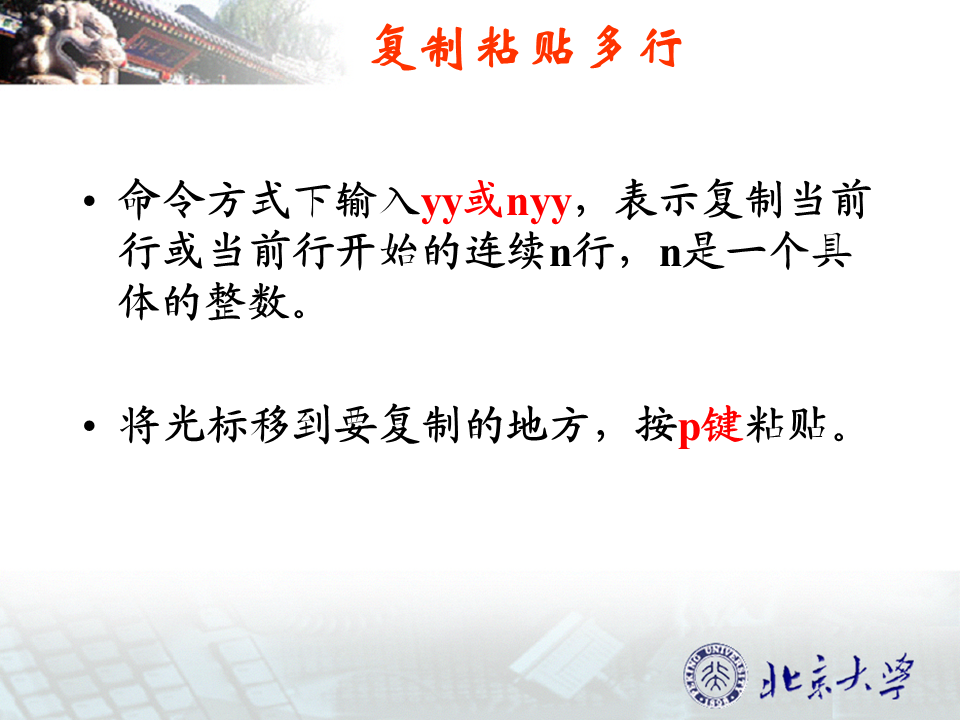 复制粘贴多行
• 命令方式下输入yy或nyy，表示复制当前
行或当前行开始的连续n行，n是一个具
体的整数。
• 将光标移到要复制的地方，按p键粘贴。
PEKING UNIVERSITY
1898
北京大学